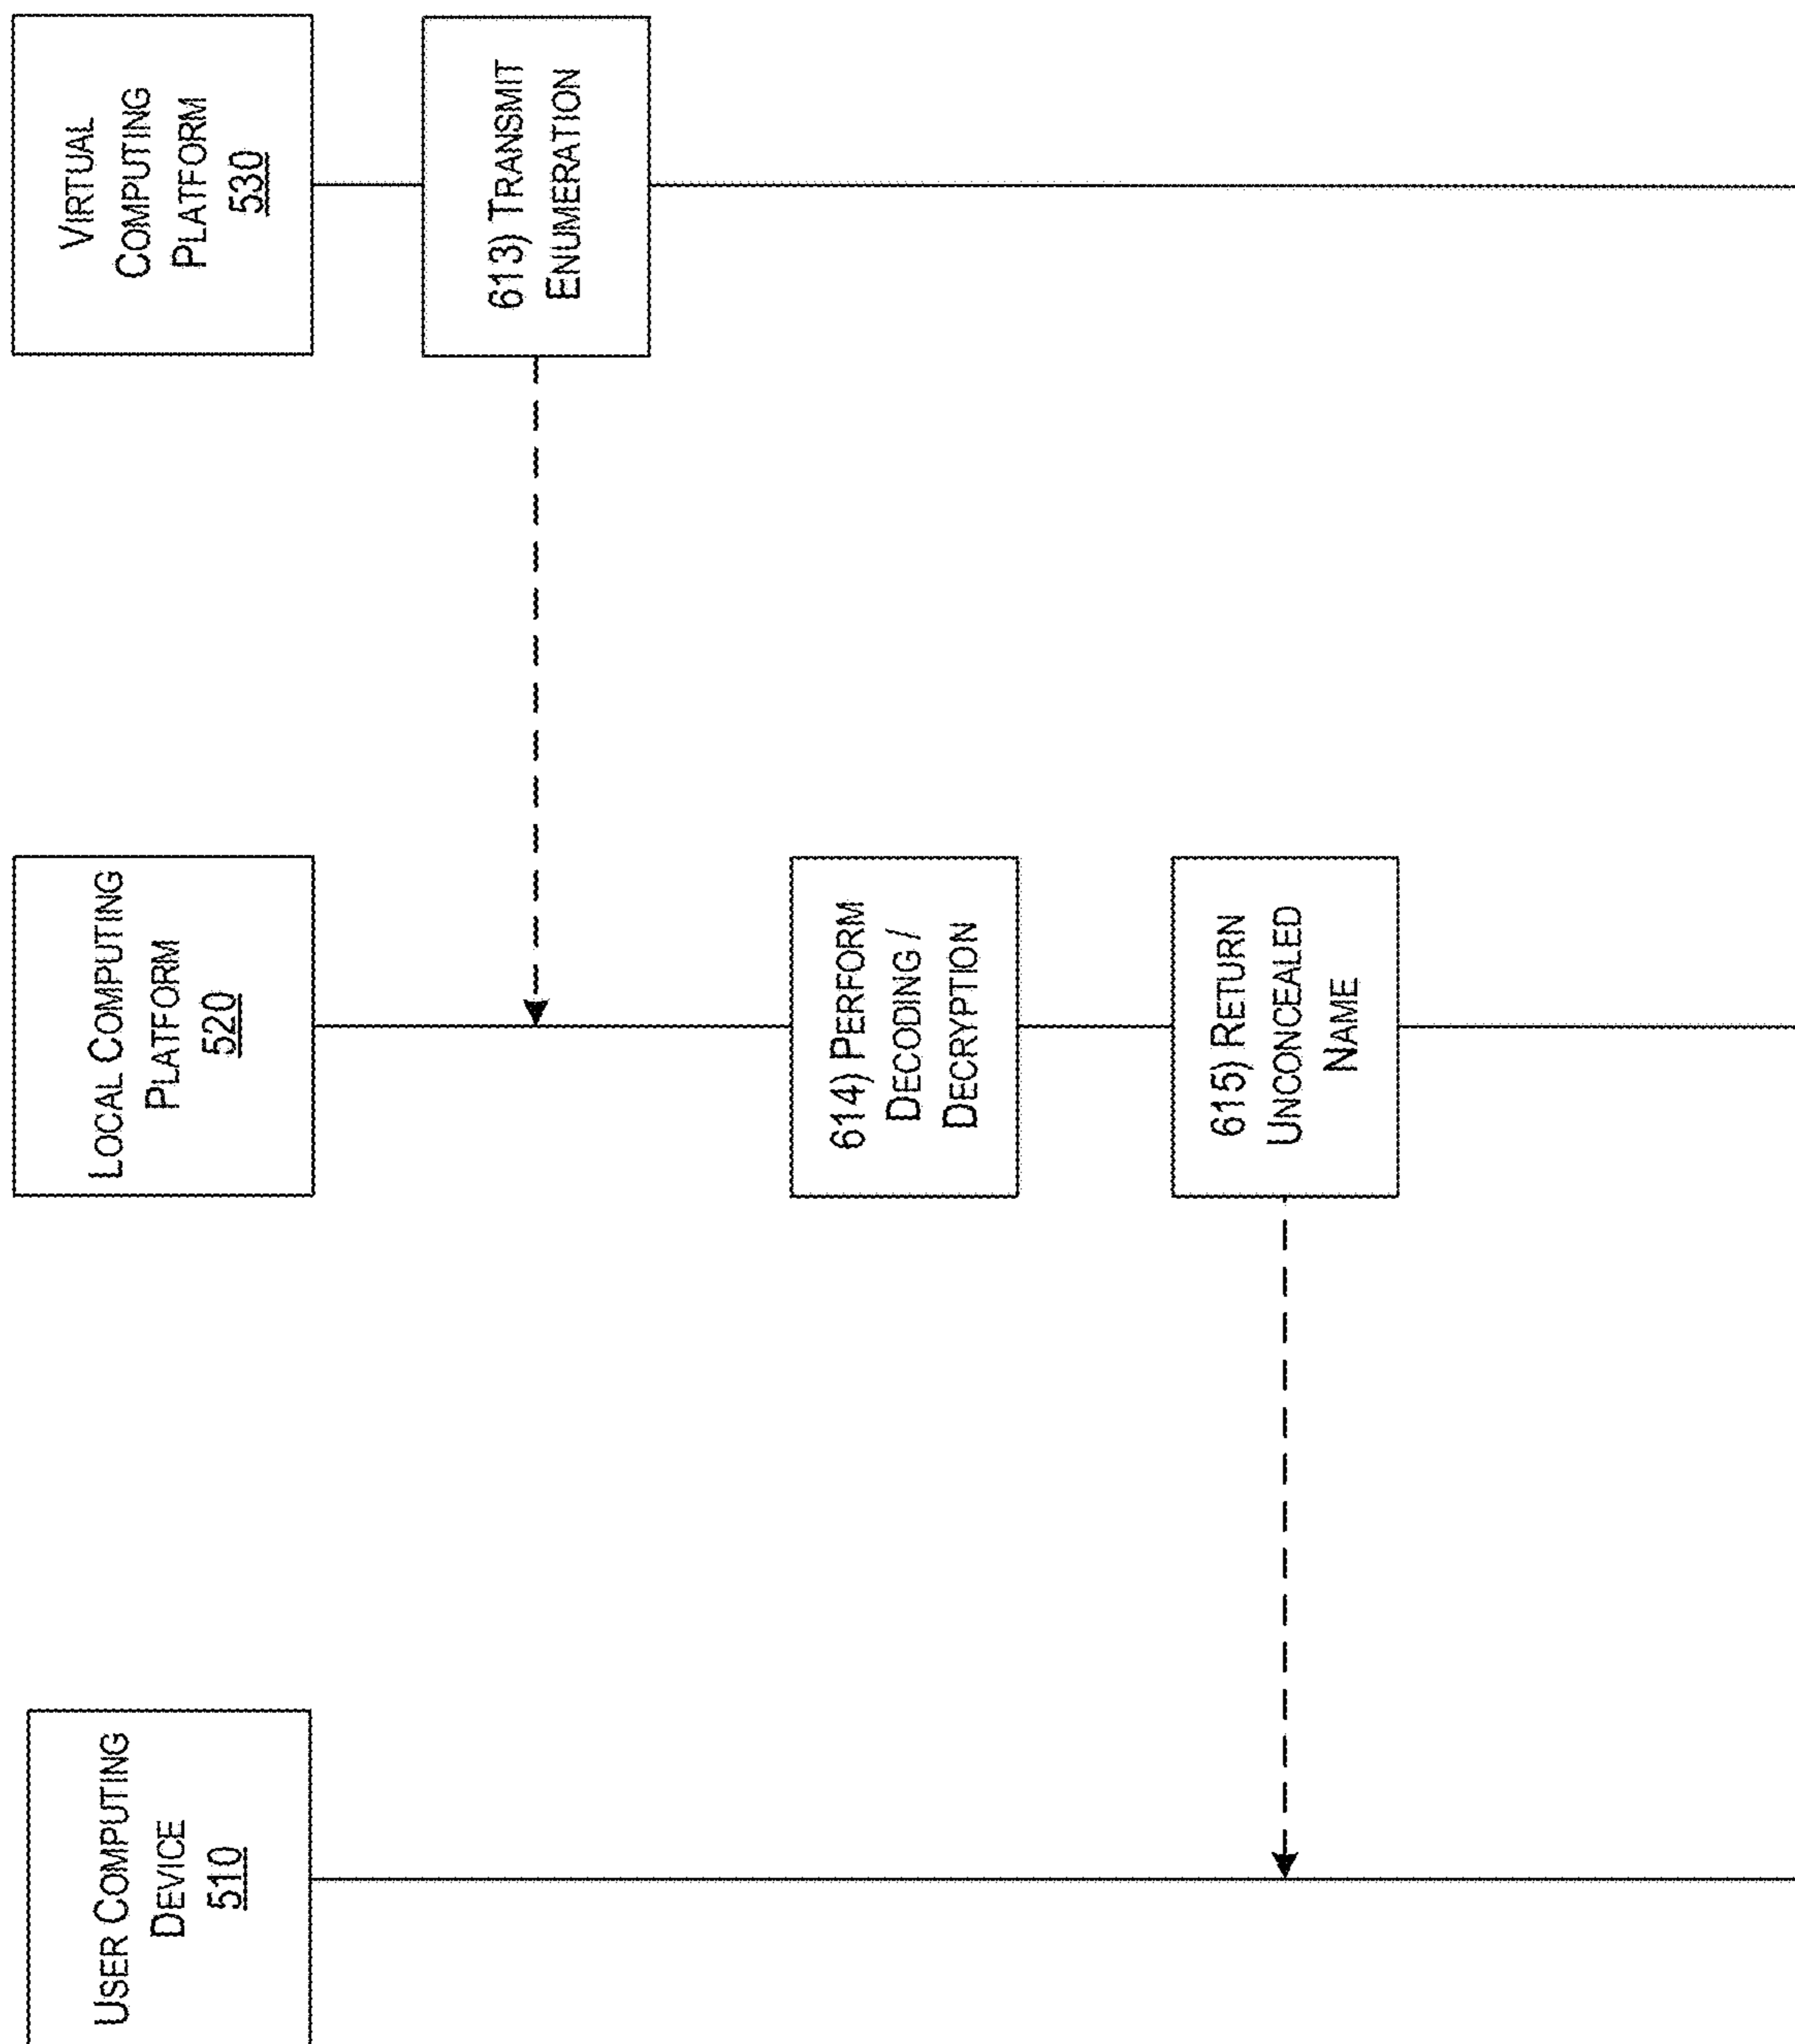 USER COMPUTING
DEVICE
510
LOCAL COMPUTING
PLATFORM
520
VIRTUAL
COMPUTING
PLATFORM
530
613) TRANSMIT
ENUMERATION
614) PERFORM
DECODING /
DECRYPTION
615) RETURN
UNCONCEALED
NAME